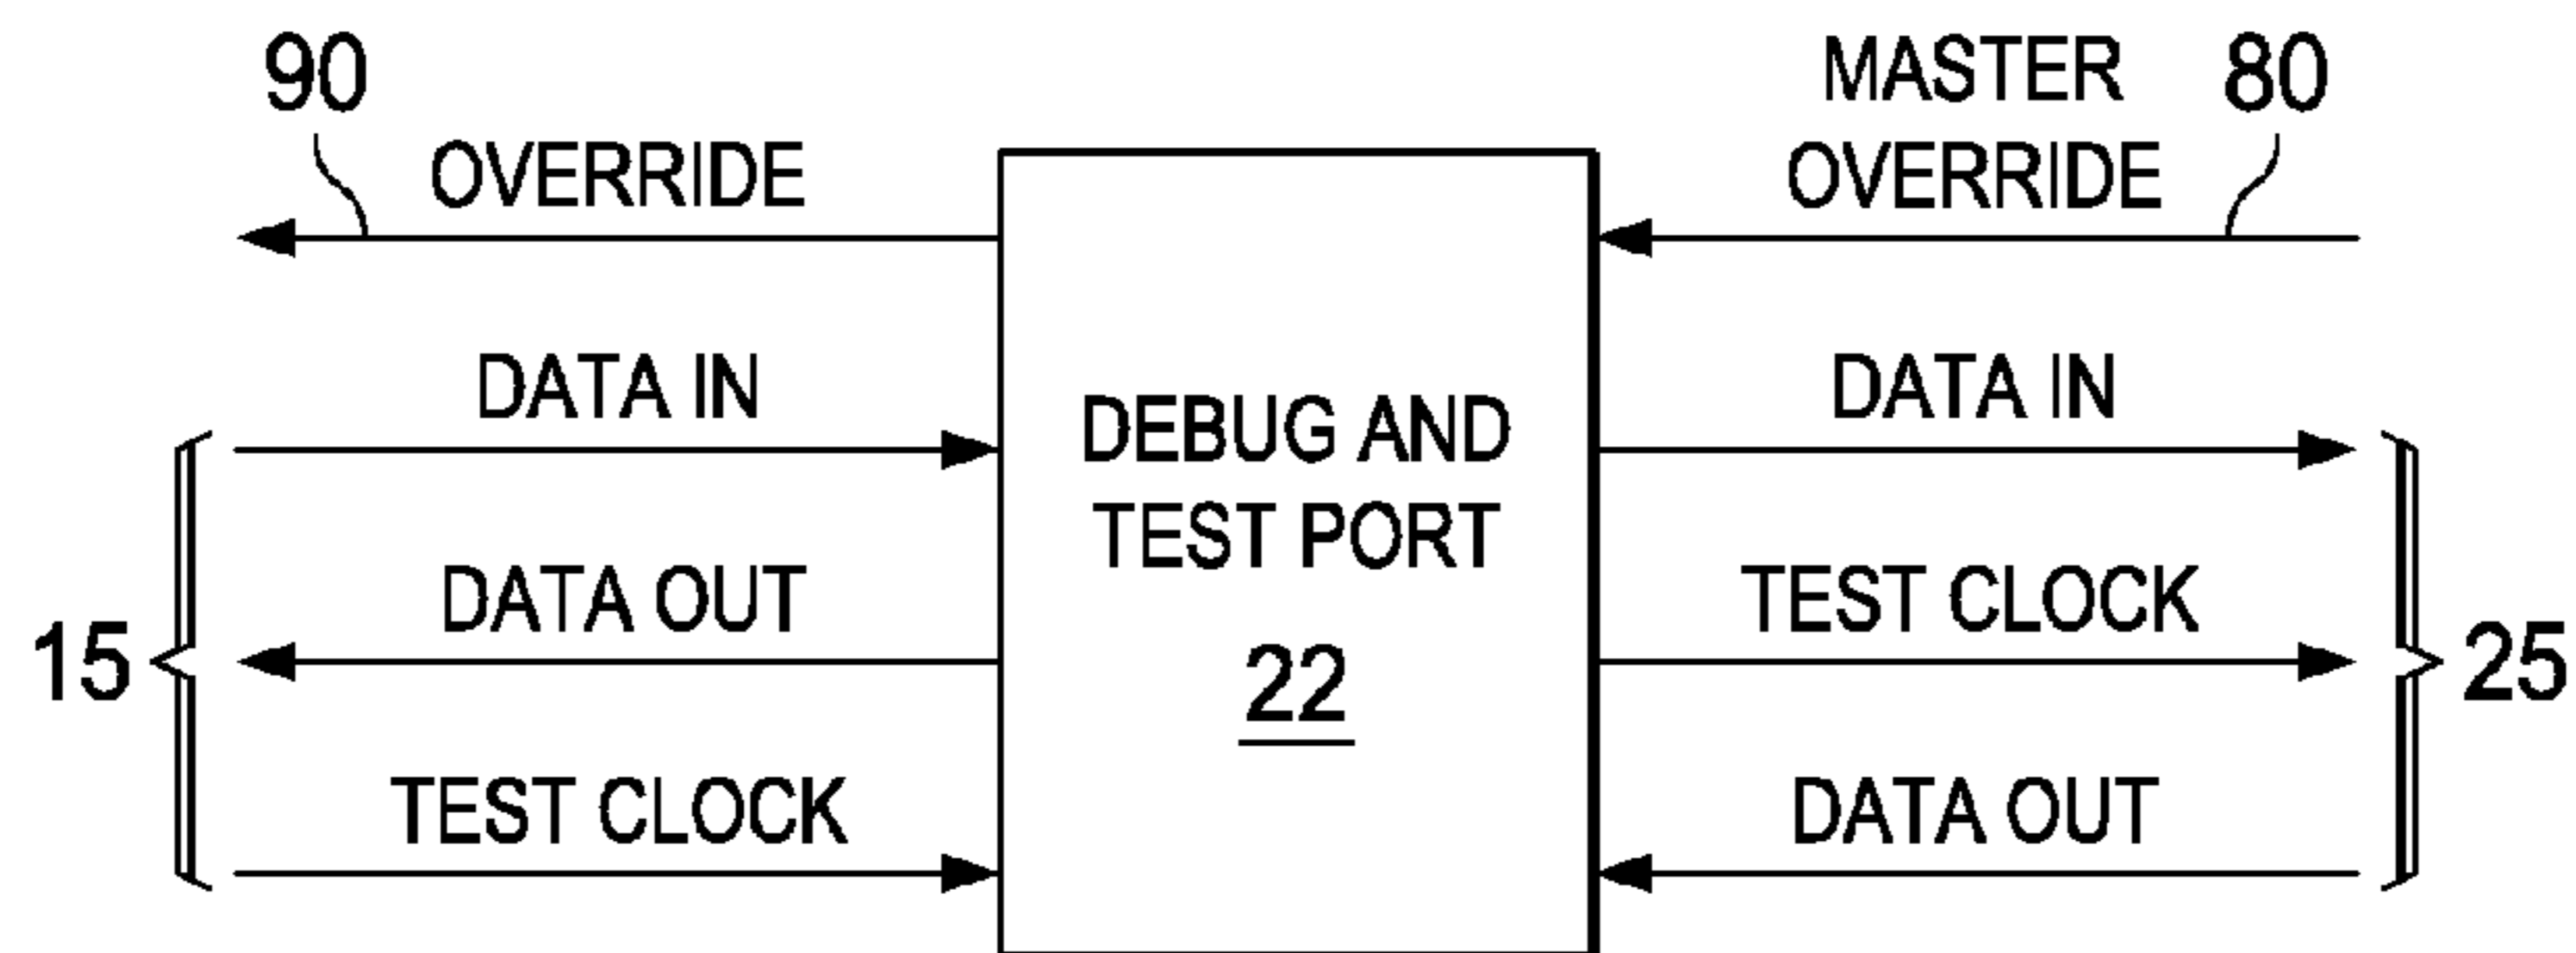 90
OVERRIDE
MASTER
OVERRIDE
80
DATA IN
DATA OUT
TEST CLOCK
15
DEBUG AND
TEST PORT
22
DATA IN
TEST CLOCK
DATA OUT
25